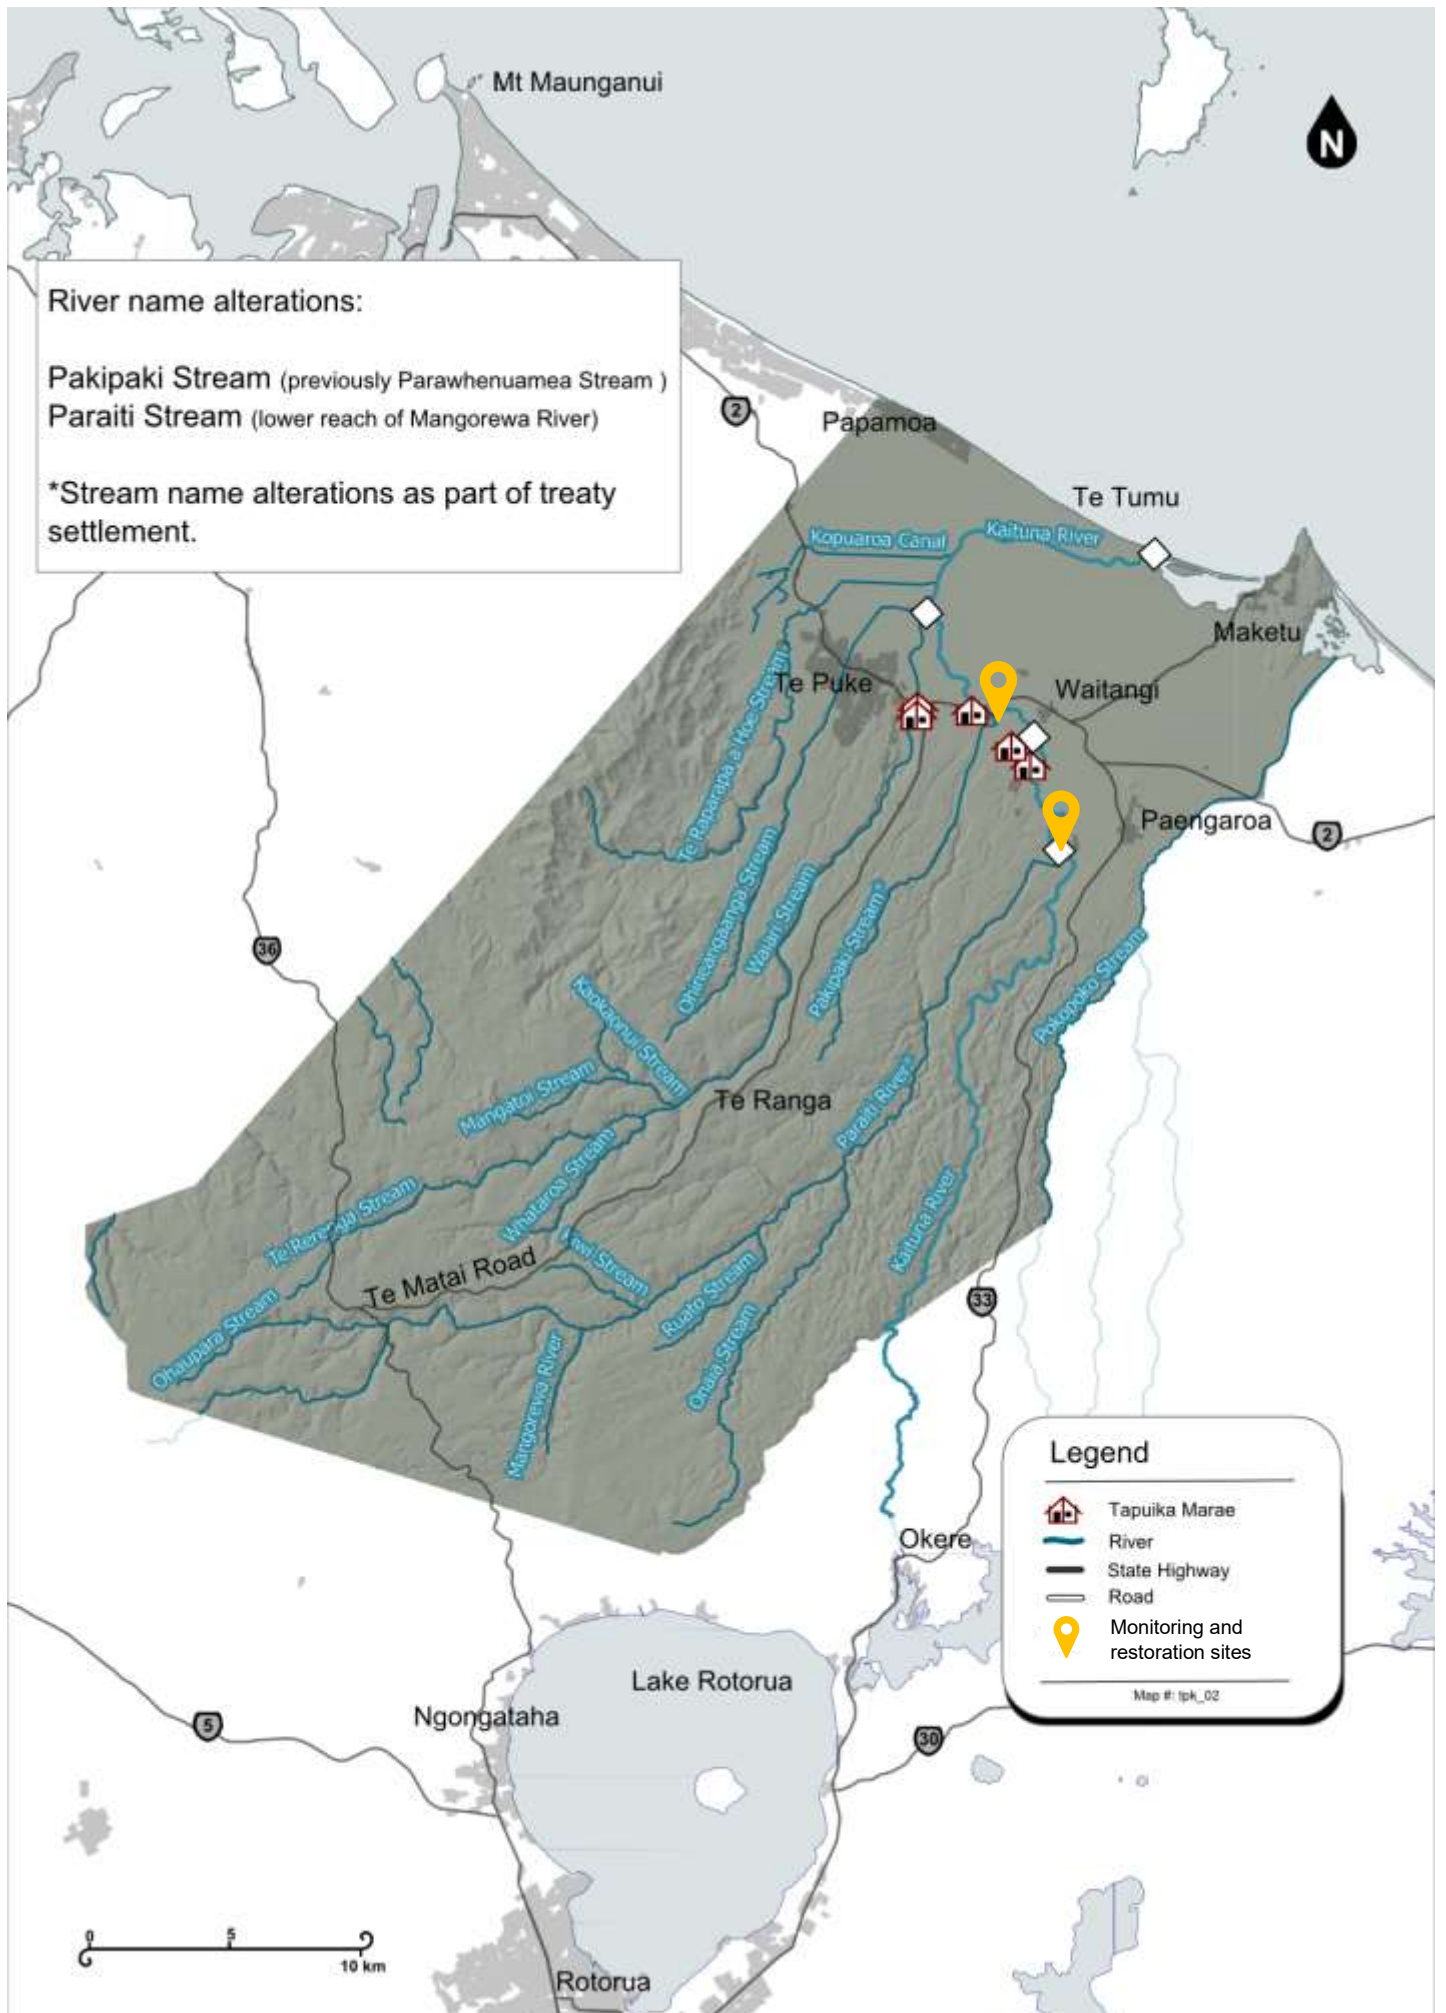 Mt Maunganui
N
River name alterations:
Pakipaki Stream (previously Parawhenuamea Stream )
Paraiti Stream (lower reach of Mangorewa River)
*Stream name alterations as part of treaty
settlement.
2
Papamoa
Te Tumu
Kopuaroa Canal
Kaituna River
Maketu
Te Puke
Waitangi
Te Raparapa a Hoe Stream
Paengaroa
2
Ohineangaanga Stream
Waiari Stream
Pakipaki Stream*
36
Pokopoko Stream
Kaokaonui Stream
Mangatoi Stream
Te Ranga
Paraiti River*
Whataroa Stream
Te Rerenga Stream
Kaituna River
Te Matai Road
Kiwi Stream
Ruato Stream
Onaia Stream
Ohaupara Stream
Mangorewa River
33
Okere
Legend
Tapuika Marae
River
State Highway
Road
Monitoring and
restoration sites
Map #: tpk_02
Lake Rotorua
Ngongataha
5
30
0 5
10 km
Rotorua